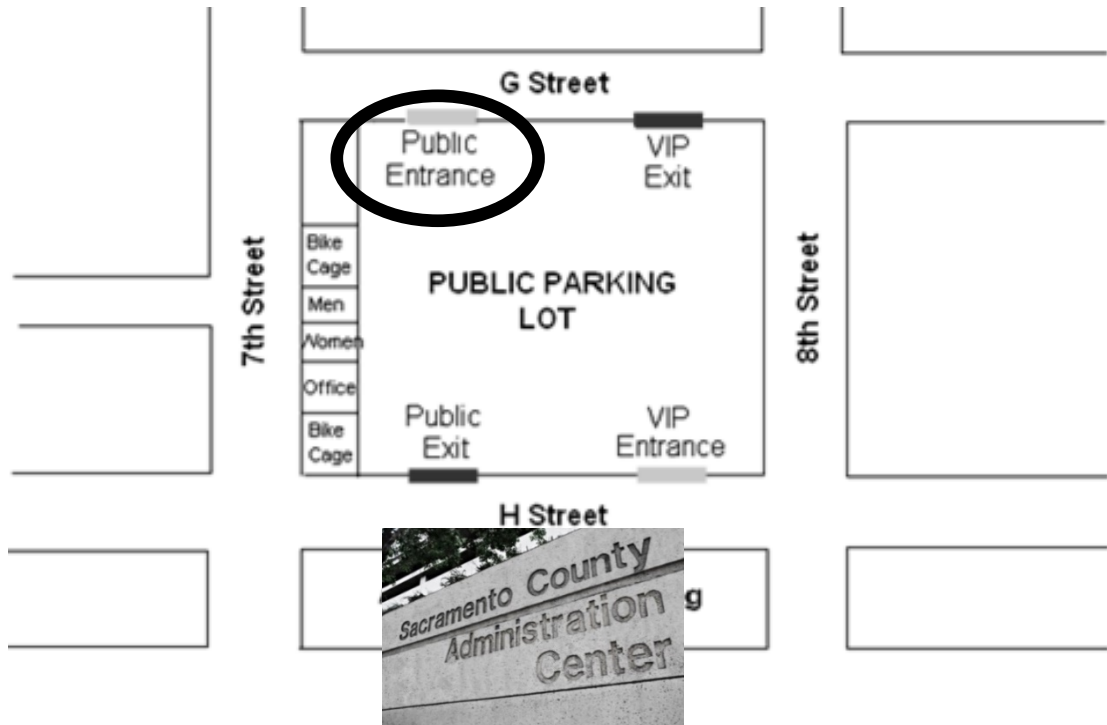 G Street
Public
Entrance
VIP
Exit
Bike
Cage
Men
Women
Office
Bike
Cage
7th Street
PUBLIC PARKING
LOT
8th Street
Public
Exit
VIP
Entrance
H Street
Sacramento County
Administration
Center
g